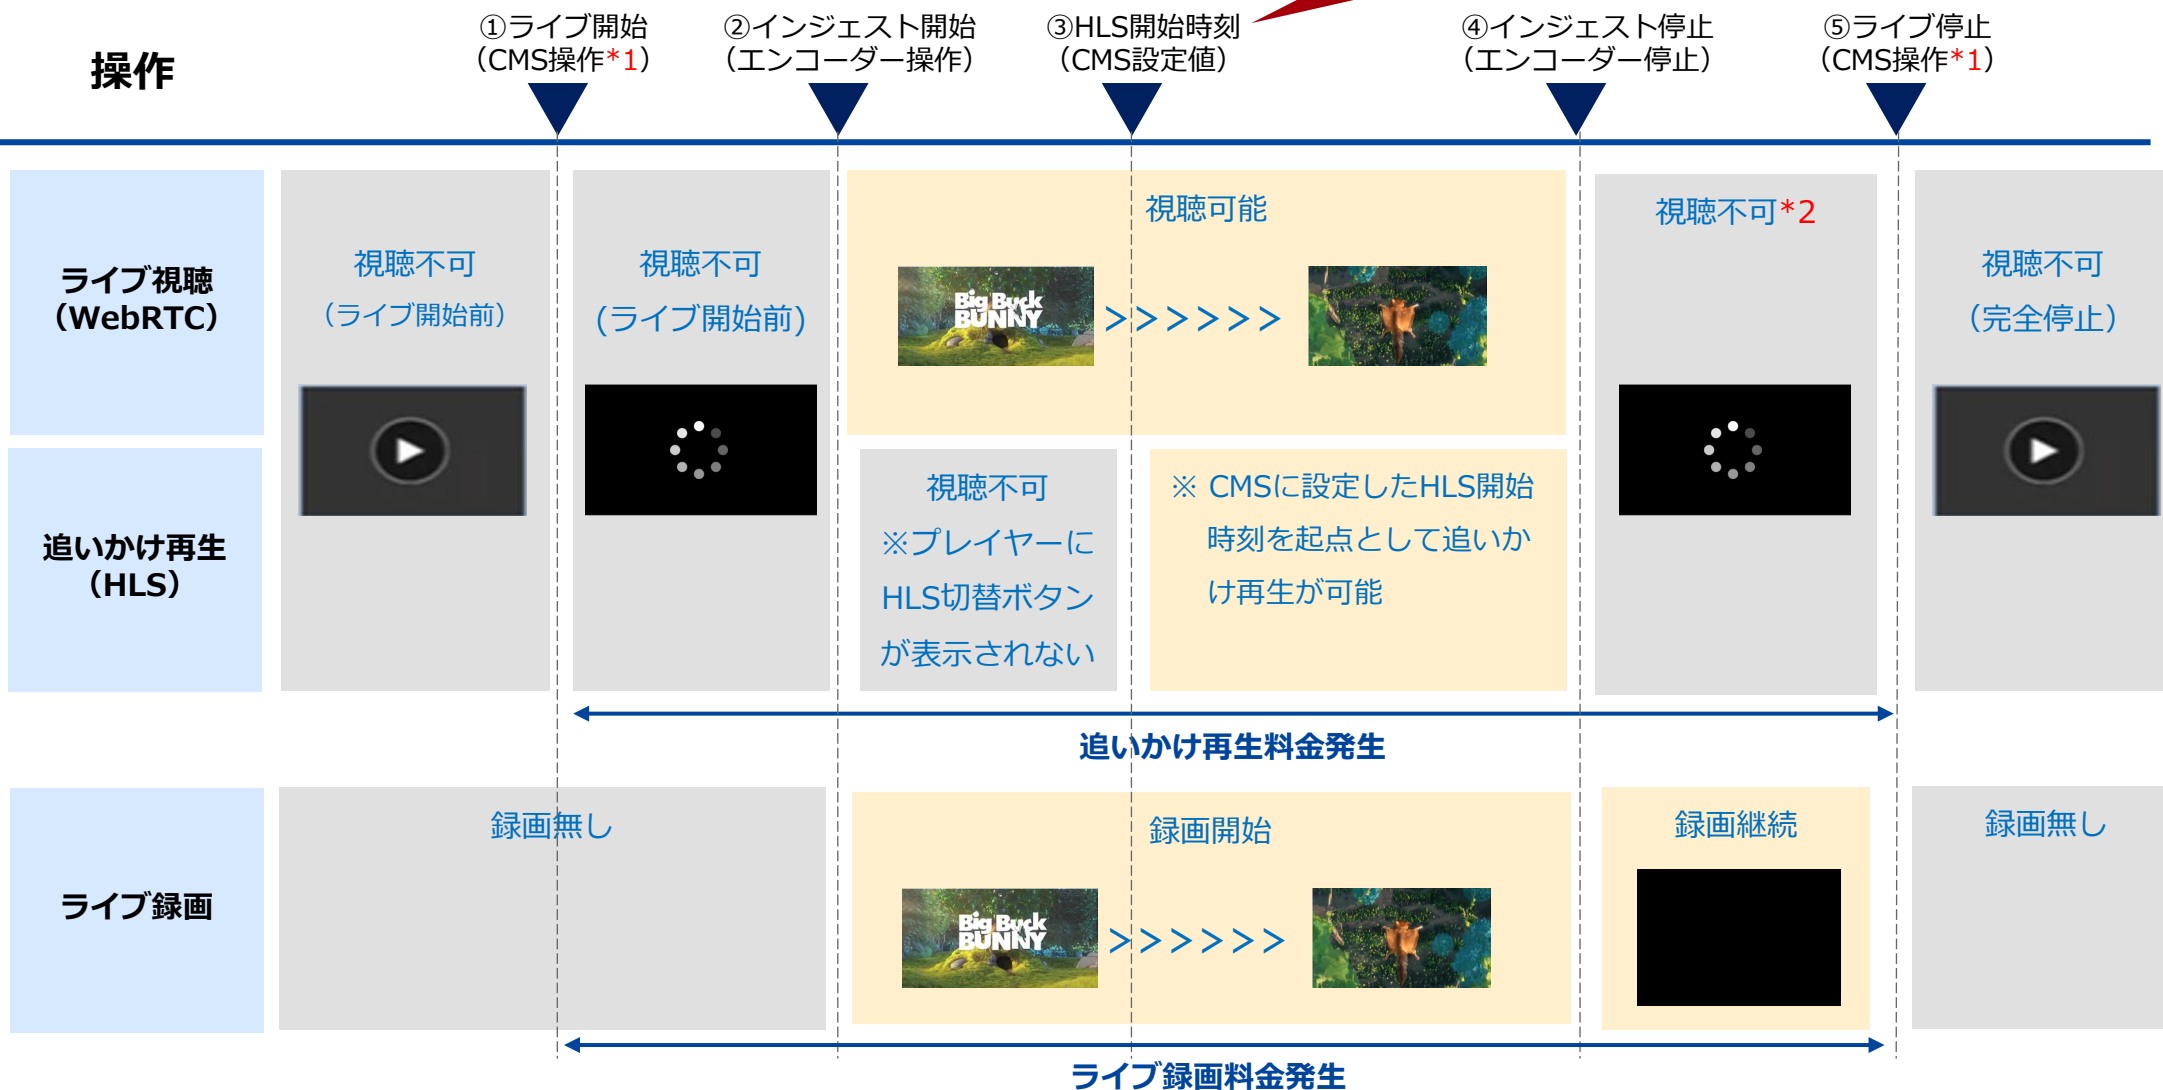 操作
①ライブ開始
（CMS操作*1）
②インジェスト開始
（エンコーダー操作）
③HLS開始時刻
（CMS設定値）
④インジェスト停止
（エンコーダー停止）
⑤ライブ停止
（CMS操作*1）
ライブ視聴
（WebRTC）
視聴不可
（ライブ開始前）
視聴不可
(ライブ開始前)
視聴可能
Big Buck
BUNNY
>>>>>>
視聴不可*2
視聴不可
（完全停止）
追いかけ再生
（HLS）
視聴不可
※プレイヤーに
HLS切替ボタン
が表示されない
※ CMSに設定したHLS開始
時刻を起点として追いか
け再生が可能
追いかけ再生料金発生
ライブ録画
録画無し
録画開始
Big Buck
BUNNY
>>>>>>
録画継続
録画無し
ライブ録画料金発生